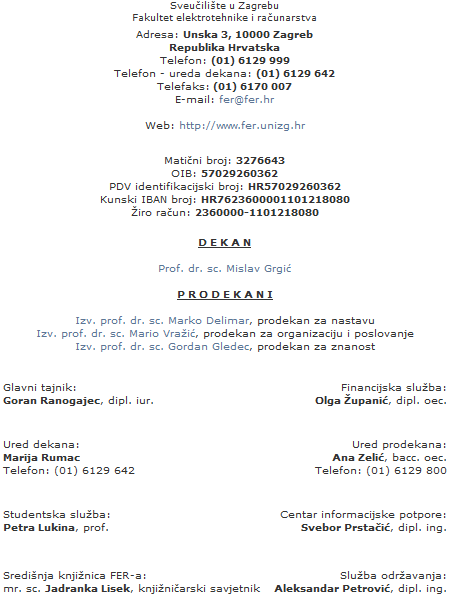 Sveučilište u Zagrebu
Fakultet elektrotehnike i računarstva
Adresa: Unska 3, 10000 Zagreb
Republika Hrvatska
Telefon: (01) 6129 999
Telefon - ureda dekana: (01) 6129 642
Telefaks: (01) 6170 007
E-mail: fer@fer.hr
Web: http://www.fer.unizg.hr
Matični broj: 3276643
OIB: 57029260362
PDV identifikacijski broj: HR57029260362
Kunski IBAN broj: HR7623600001101218080
Žiro račun: 2360000-1101218080
D E K A N
Prof. dr. sc. Mislav Grgić
P R O D E K A N I
Izv. prof. dr. sc. Marko Delimar, prodekan za nastavu
Izv. prof. dr. sc. Mario Vražić, prodekan za organizaciju i poslovanje
Izv. prof. dr. sc. Gordan Gledec, prodekan za znanost
Glavni tajnik:
Goran Ranogajec, dipl. iur.
Financijska služba:
Olga Županić, dipl. oec.
Ured dekana:
Marija Rumac
Telefon: (01) 6129 642
Ured prodekana:
Ana Zelić, bacc. oec.
Telefon: (01) 6129 800
Studentska služba:
Petra Lukina, prof.
Centar informacijske potpore:
Svebor Prstačić, dipl. ing.
Središnja knjižnica FER-a:
mr. sc. Jadranka Lisek, knjižničarski savjetnik
Služba održavanja:
Aleksandar Petrović, dipl. ing.